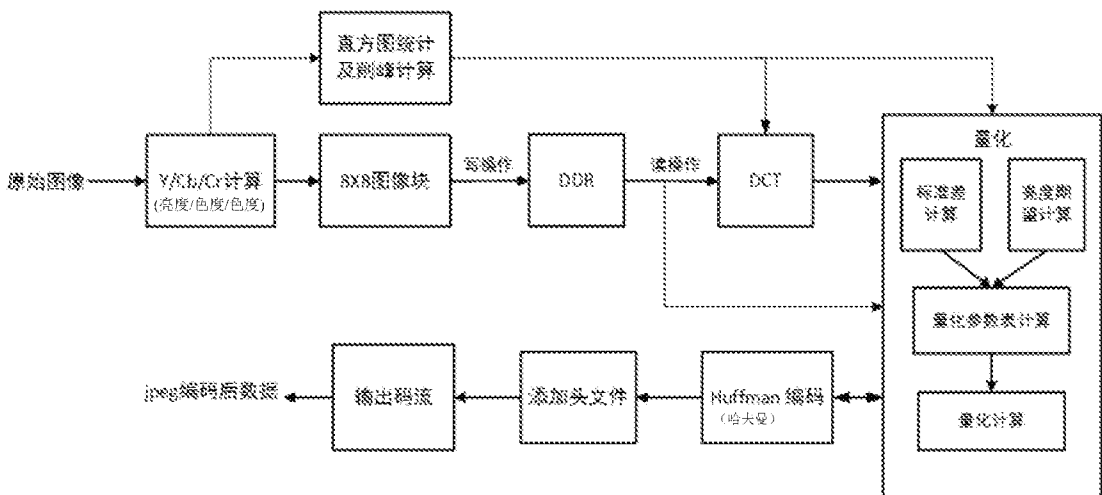 直方图统计
及削峰计算
原始图像
Y/Cb/Cr计算
(亮度/色度/色度)
8X8图像块
写操作
DDR
读操作
DCT
量化
标准差
计算
亮度期
望计算
量化参数表计算
量化计算
jpeg编码后数据
输出码流
添加头文件
Huffman 编码
(哈夫曼)